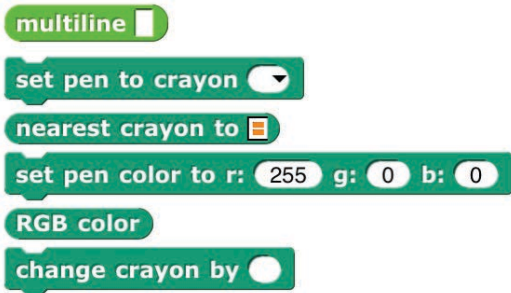 multiline
set pen to crayon
nearest crayon to
set pen color to r: 255 g: 0 b: 0
RGB color
change crayon by